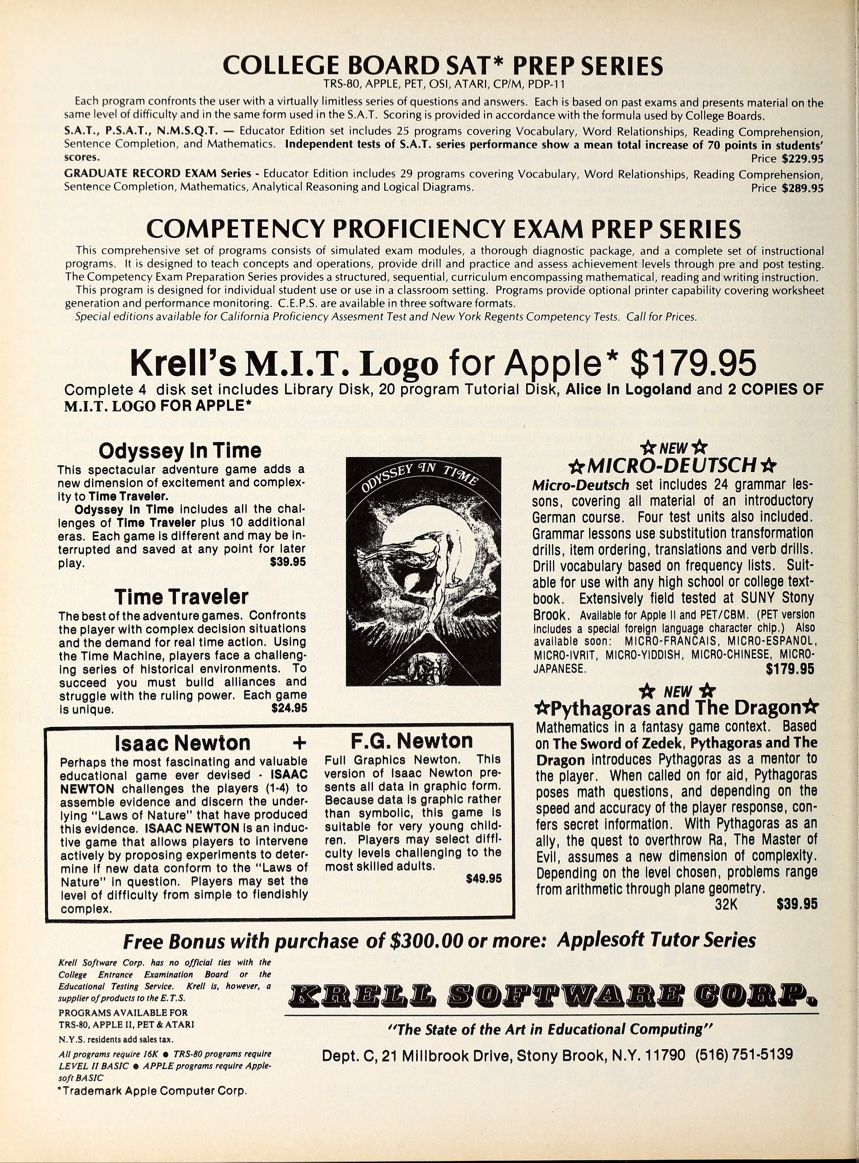 COLLEGE BOARD SAT* PREP SERIES
TRS-80, APPLE, PET, OSI, ATARI, CP/M, PDP-11
Each program confronts the user with a virtually limitless series of questions and answers. Each is based on past exams and presents material on the
same level of difficulty and in the same form used in the S.A.T. Scoring is provided in accordance with the formula used by College Boards.
S.A.T., P.S.A.T., N.M.S.Q.T. — Educator Edition set includes 25 programs covering Vocabulary, Word Relationships, Reading Comprehension,
Sentence Completion, and Mathematics. Independent tests of S.A.T. series performance show a mean total increase of 70 points in students'
scores. Price $229.95
GRADUATE RECORD EXAM Series - Educator Edition includes 29 programs covering Vocabulary, Word Relationships, Reading Comprehension,
Sentence Completion, Mathematics, Analytical Reasoning and Logical Diagrams. Price $289.95
COMPETENCY PROFICIENCY EXAM PREP SERIES
This comprehensive set of programs consists of simulated exam modules, a thorough diagnostic package, and a complete set of instructional
programs. It is designed to teach concepts and operations, provide drill and practice and assess achievement levels through pre and post testing.
The Competency Exam Preparation Series provides a structured, sequential, curriculum encompassing mathematical, reading and writing instruction.
This program is designed for individual student use or use in a classroom setting. Programs provide optional printer capability covering worksheet
generation and performance monitoring. C.E.P.S. are available in three software formats.
Special editions available for California Proficiency Assesment Test and New York Regents Competency Tests. Call for Prices.
Krell's M.I.T. Logo for Apple* $179.95
Complete 4 disk set includes Library Disk, 20 program Tutorial Disk, Alice In Logoland and 2 COPIES OF
M.I.T. LOGO FOR APPLE*
Odyssey In Time
This spectacular adventure game adds a
new dimension of excitement and complex-
ity to Time Traveler.
Odyssey In Time includes all the chal-
lenges of Time Traveler plus 10 additional
eras. Each game is different and may be in-
terrupted and saved at any point for later
play. $39.95
Time Traveler
The best of the adventure games. Confronts
the player with complex decision situations
and the demand for real time action. Using
the Time Machine, players face a challeng-
ing series of historical environments. To
succeed you must build alliances and
struggle with the ruling power. Each game
is unique. $24.95
ODYSSEY IN TIME
☆ NEW ☆
☆MICRO-DEUTSCH☆
Micro-Deutsch set includes 24 grammar les-
sons, covering all material of an introductory
German course. Four test units also included.
Grammar lessons use substitution transformation
drills, item ordering, translations and verb drills.
Drill vocabulary based on frequency lists. Suit-
able for use with any high school or college text-
book. Extensively field tested at SUNY Stony
Brook. Available for Apple II and PET/CBM. (PET version
includes a special foreign language character chip.) Also
available soon: MICRO-FRANCAIS, MICRO-ESPANOL,
MICRO-IVRIT, MICRO-YIDDISH, MICRO-CHINESE, MICRO-
JAPANESE. $179.95
☆ NEW ☆
☆Pythagoras and The Dragon☆
Mathematics in a fantasy game context. Based
on The Sword of Zedek, Pythagoras and The
Dragon introduces Pythagoras as a mentor to
the player. When called on for aid, Pythagoras
poses math questions, and depending on the
speed and accuracy of the player response, con-
fers secret information. With Pythagoras as an
ally, the quest to overthrow Ra, The Master of
Evil, assumes a new dimension of complexity.
Depending on the level chosen, problems range
from arithmetic through plane geometry.
32K $39.95
Isaac Newton +
Perhaps the most fascinating and valuable
educational game ever devised - ISAAC
NEWTON challenges the players (1-4) to
assemble evidence and discern the under-
lying "Laws of Nature" that have produced
this evidence. ISAAC NEWTON is an induc-
tive game that allows players to intervene
actively by proposing experiments to deter-
mine if new data conform to the "Laws of
Nature" in question. Players may set the
level of difficulty from simple to fiendishly
complex.
F.G. Newton
Full Graphics Newton. This
version of Isaac Newton pre-
sents all data in graphic form.
Because data is graphic rather
than symbolic, this game is
suitable for very young child-
ren. Players may select diffi-
culty levels challenging to the
most skilled adults.
$49.95
Free Bonus with purchase of $300.00 or more: Applesoft Tutor Series
Krell Software Corp. has no official ties with the
College Entrance Examination Board or the
Educational Testing Service. Krell is, however, a
supplier of products to the E.T.S.
PROGRAMS AVAILABLE FOR
TRS-80, APPLE II, PET & ATARI
N.Y.S. residents add sales tax.
All programs require 16K ● TRS-80 programs require
LEVEL II BASIC ● APPLE programs require Apple-
soft BASIC
*Trademark Apple Computer Corp.
KRELL SOFTWARE CORP.
"The State of the Art in Educational Computing"
Dept. C, 21 Millbrook Drive, Stony Brook, N.Y. 11790 (516) 751-5139